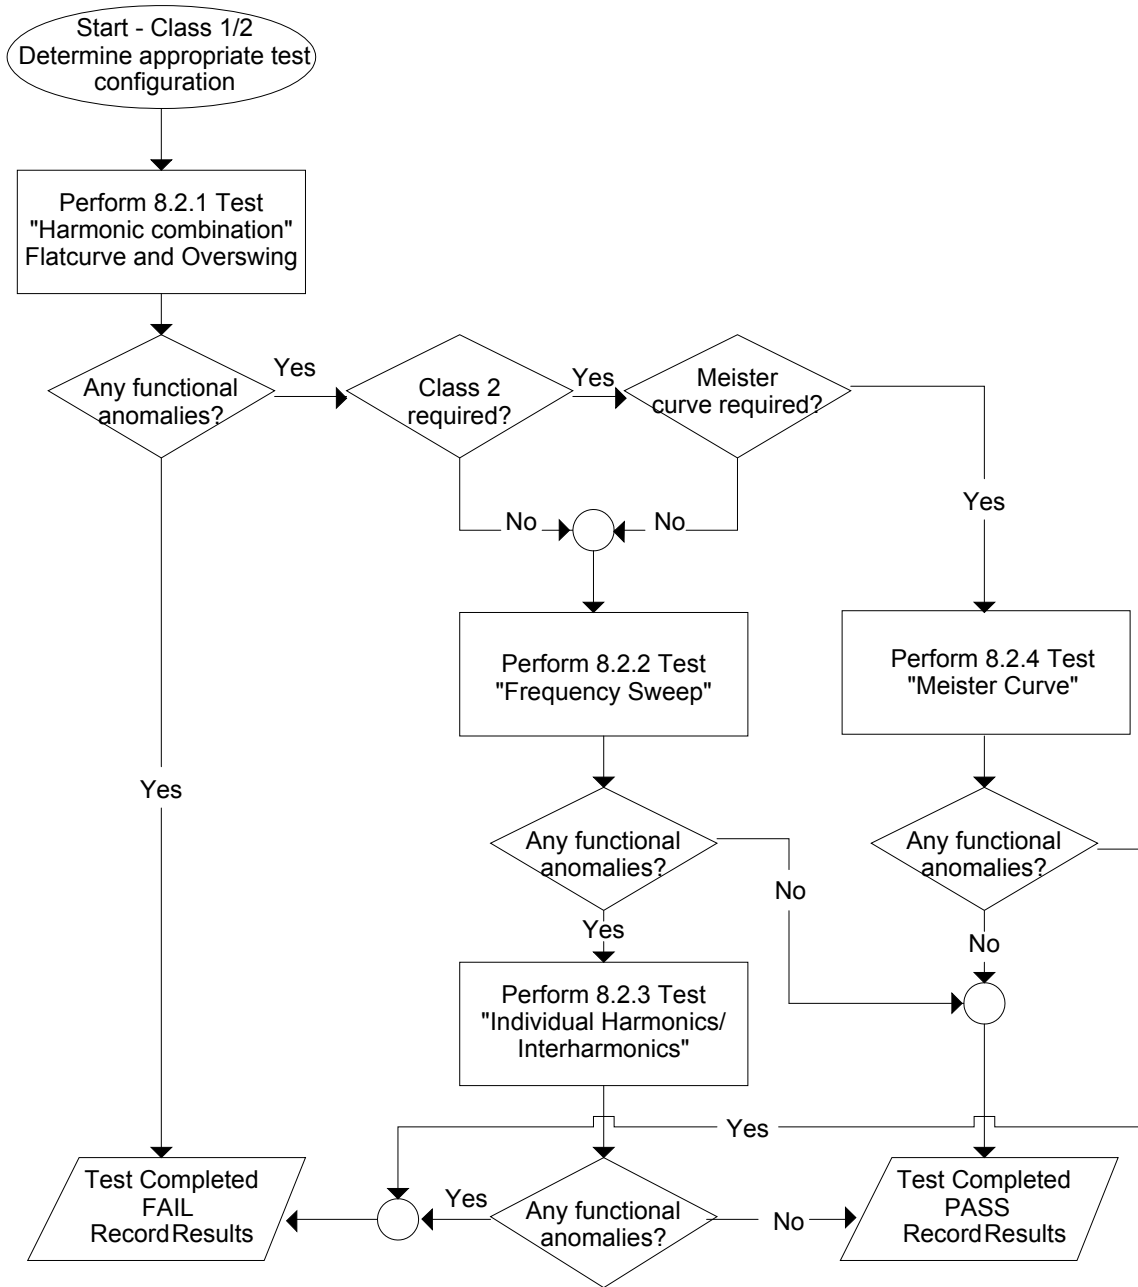 Start - Class 1/2
Determine appropriate test
configuration
Perform 8.2.1 Test
"Harmonic combination"
Flatcurve and Overswing
Any functional
anomalies?
Yes
Class 2
required?
Yes
Meister
curve required?
Yes
No
No
Perform 8.2.2 Test
"Frequency Sweep"
Perform 8.2.4 Test
"Meister Curve"
Yes
Any functional
anomalies?
No
Any functional
anomalies?
Yes
No
Perform 8.2.3 Test
"Individual Harmonics/
Interharmonics"
Yes
Test Completed
FAIL
Record Results
Yes
Any functional
anomalies?
No
Test Completed
PASS
Record Results